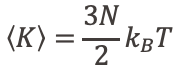 ⟨K⟩ = 3N/2 k_B T